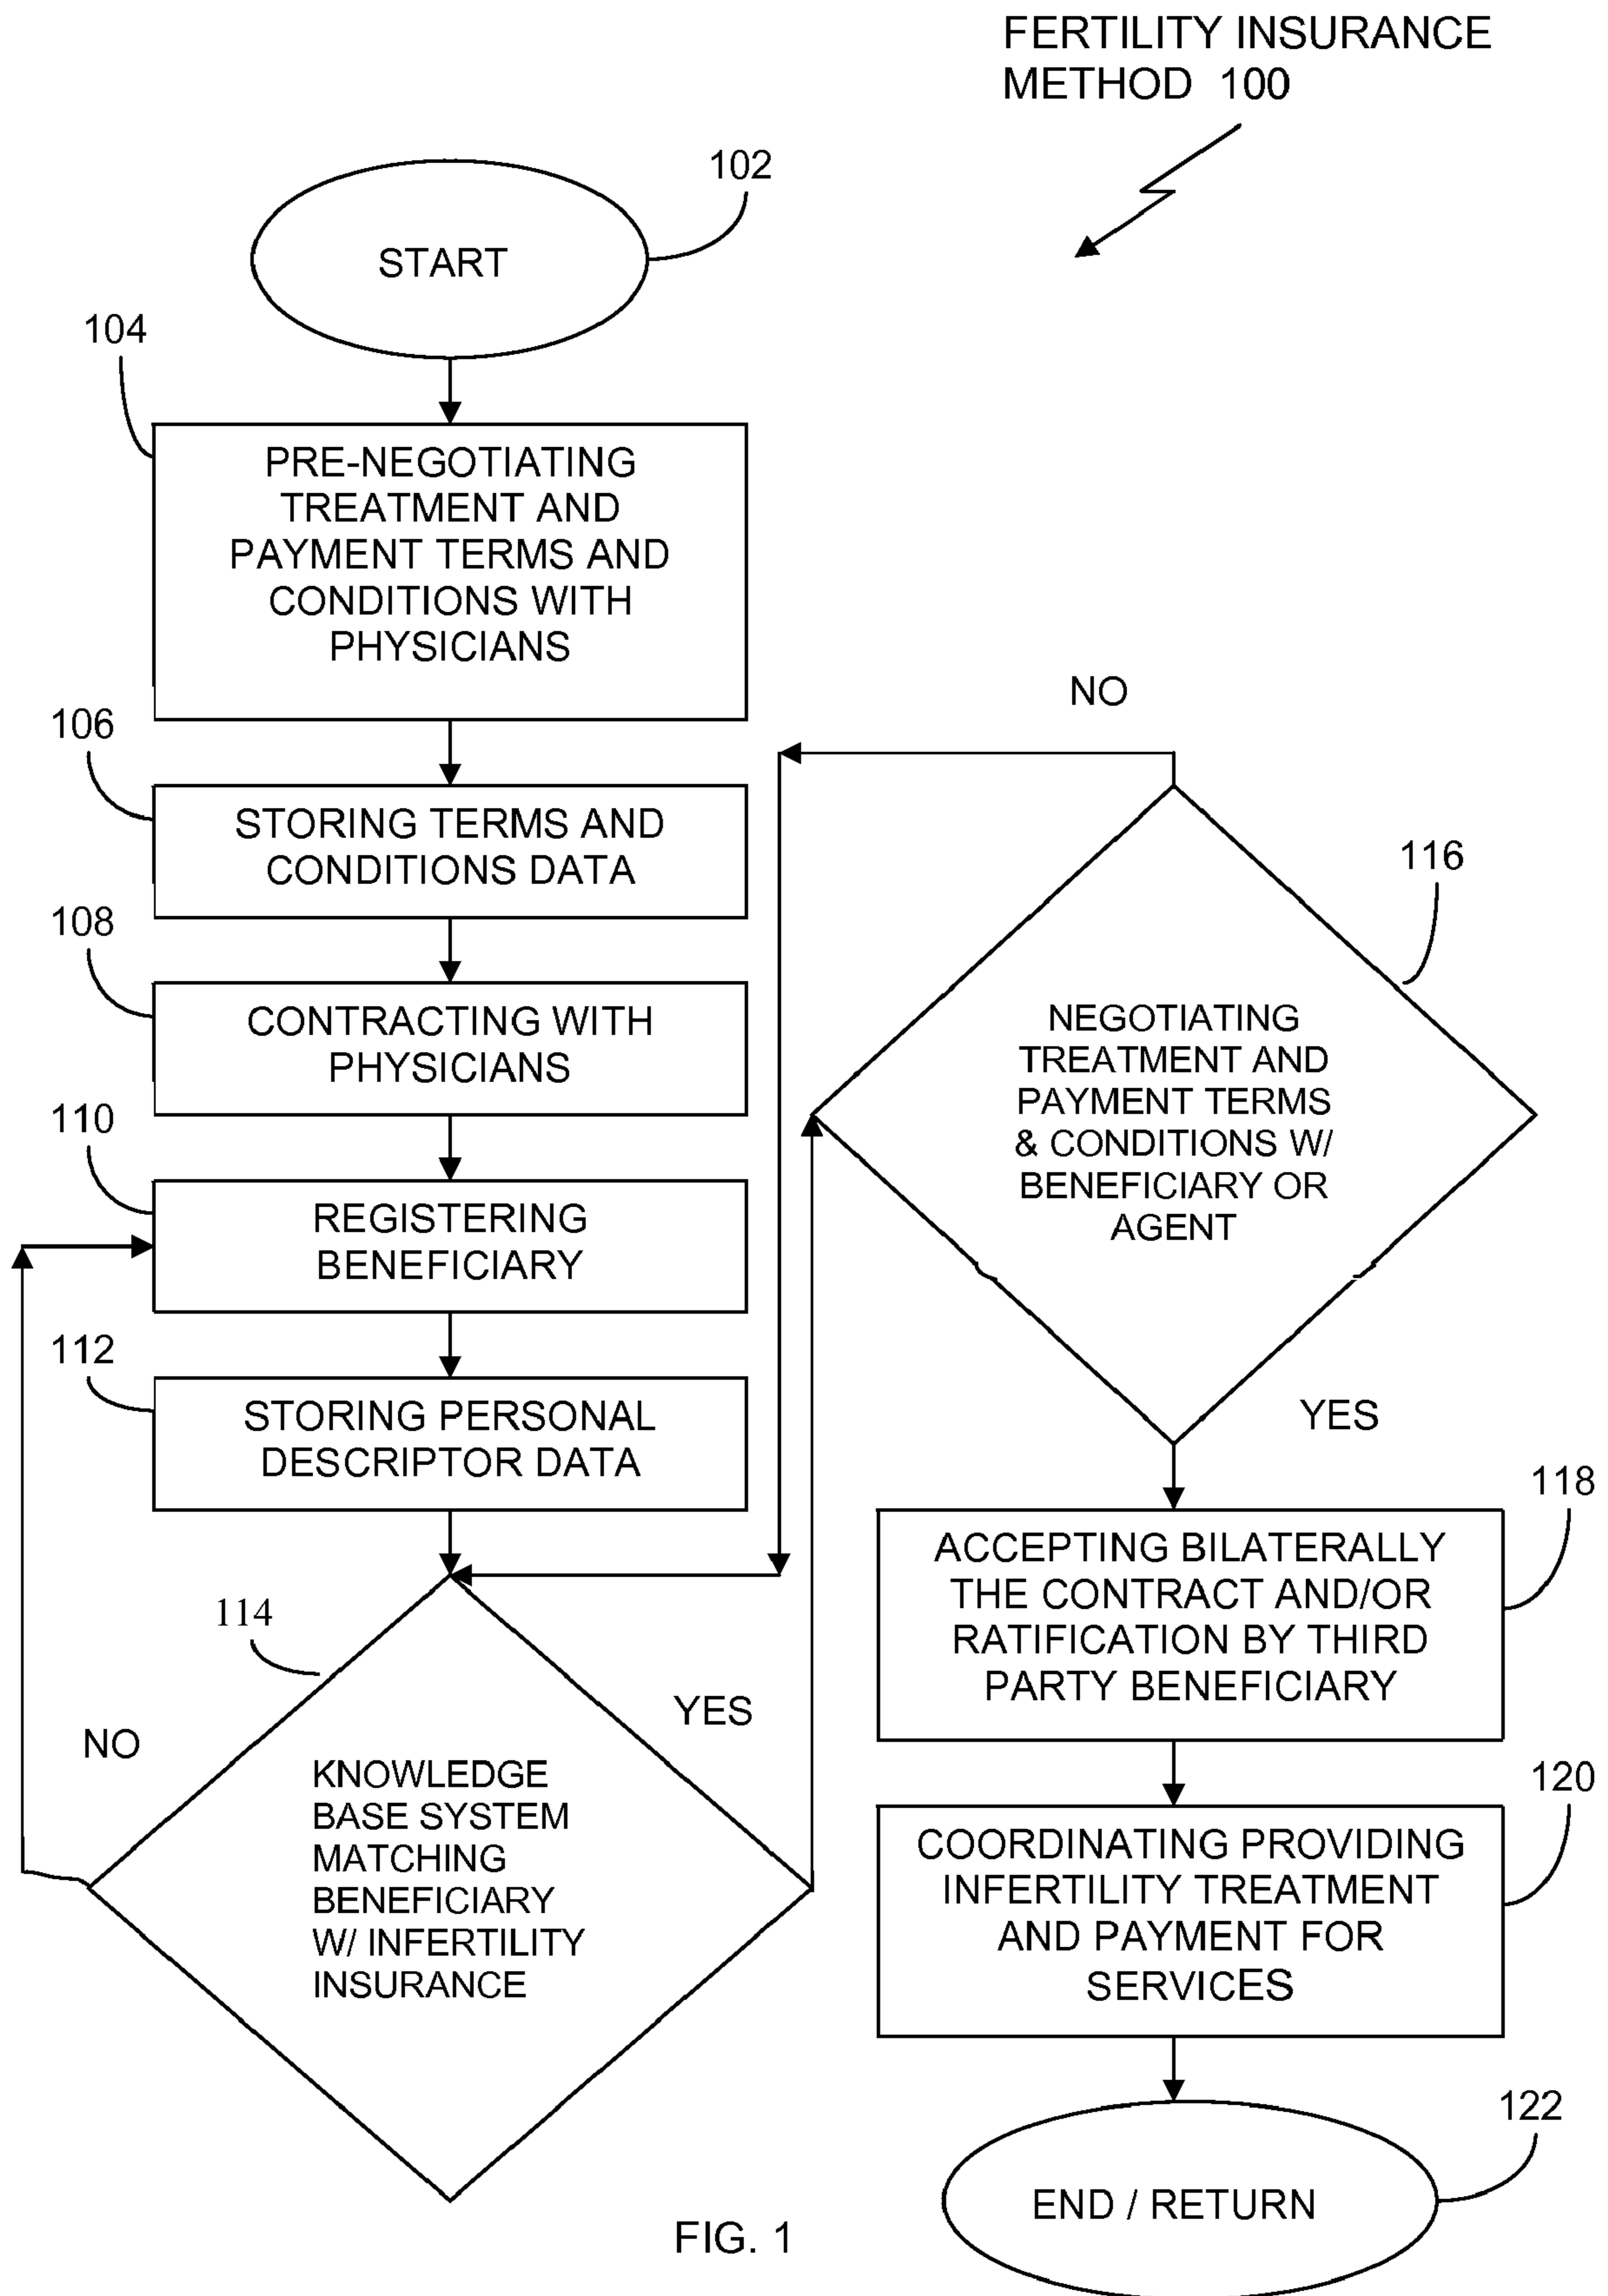 FERTILITY INSURANCE
METHOD 100
102
START
104
PRE-NEGOTIATING
TREATMENT AND
PAYMENT TERMS AND
CONDITIONS WITH
PHYSICIANS
106
STORING TERMS AND
CONDITIONS DATA
108
CONTRACTING WITH
PHYSICIANS
110
REGISTERING
BENEFICIARY
112
STORING PERSONAL
DESCRIPTOR DATA
114
NO
YES
KNOWLEDGE
BASE SYSTEM
MATCHING
BENEFICIARY
W/ INFERTILITY
INSURANCE
NO
116
NEGOTIATING
TREATMENT AND
PAYMENT TERMS
& CONDITIONS W/
BENEFICIARY OR
AGENT
YES
118
ACCEPTING BILATERALLY
THE CONTRACT AND/OR
RATIFICATION BY THIRD
PARTY BENEFICIARY
120
COORDINATING PROVIDING
INFERTILITY TREATMENT
AND PAYMENT FOR
SERVICES
122
END / RETURN
FIG. 1